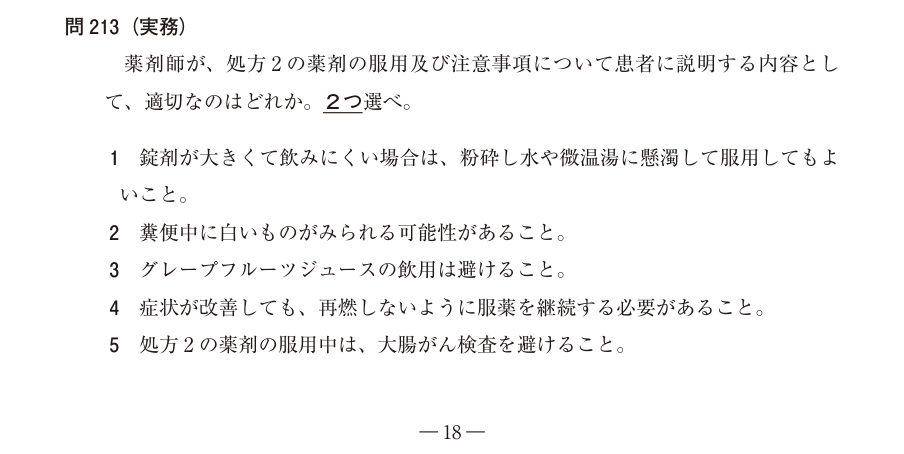 問 213（実務）
薬剤師が、処方２の薬剤の服用及び注意事項について患者に説明する内容とし
て、適切なのはどれか。２つ選べ。
1 錠剤が大きくて飲みにくい場合は、粉砕し水や微温湯に懸濁して服用してもよ
いこと。
2 糞便中に白いものがみられる可能性があること。
3 グレープフルーツジュースの飲用は避けること。
4 症状が改善しても、再燃しないように服薬を継続する必要があること。
5 処方２の薬剤の服用中は、大腸がん検査を避けること。
― 18 ―